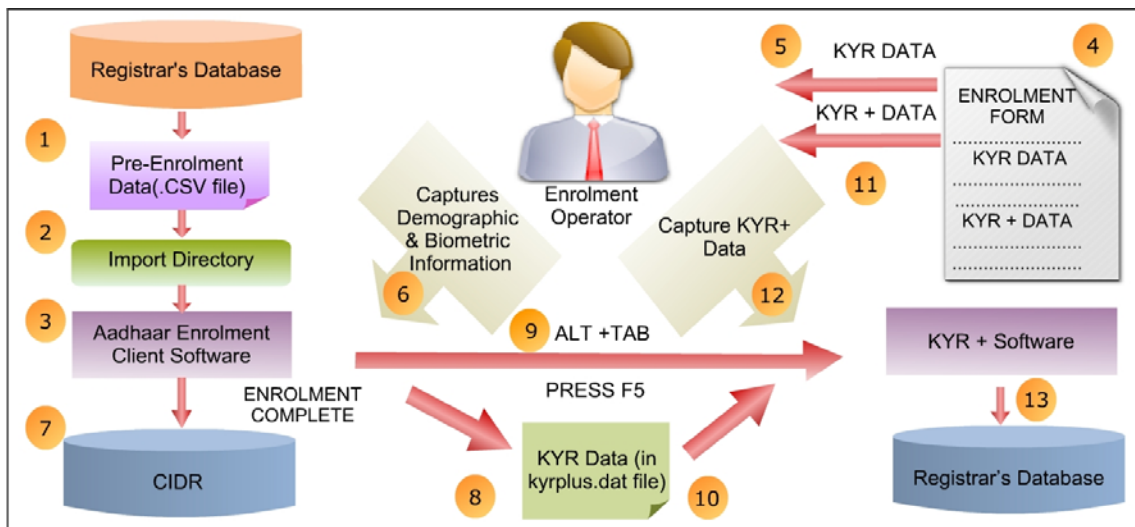 Registrar's Database
1
Pre-Enrolment
Data(.CSV file)
2
Import Directory
3
Aadhaar Enrolment
Client Software
ENROLMENT
COMPLETE
7
CIDR
Enrolment
Operator
Captures
Demographic
& Biometric
Information
6
5
KYR DATA
KYR + DATA
11
4
ENROLMENT
FORM
....................
KYR DATA
....................
....................
KYR + DATA
....................
....................
Capture KYR+
Data
12
9
ALT +TAB
PRESS F5
8
KYR Data (in
kyrplus.dat file)
10
KYR + Software
13
Registrar’s Database